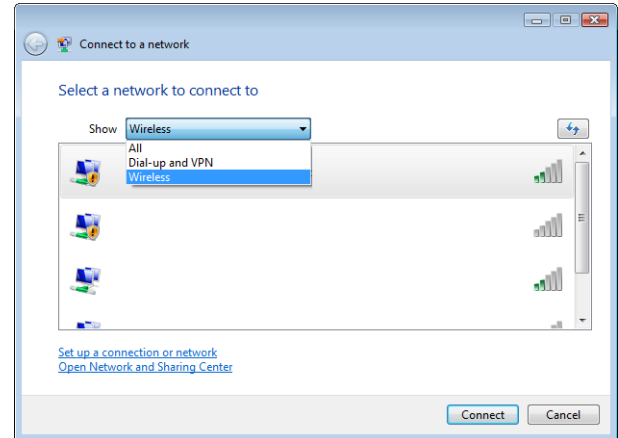 Connect to a network
Select a network to connect to
Show Wireless
All
Dial-up and VPN
Wireless
Set up a connection or network
Open Network and Sharing Center
Connect Cancel